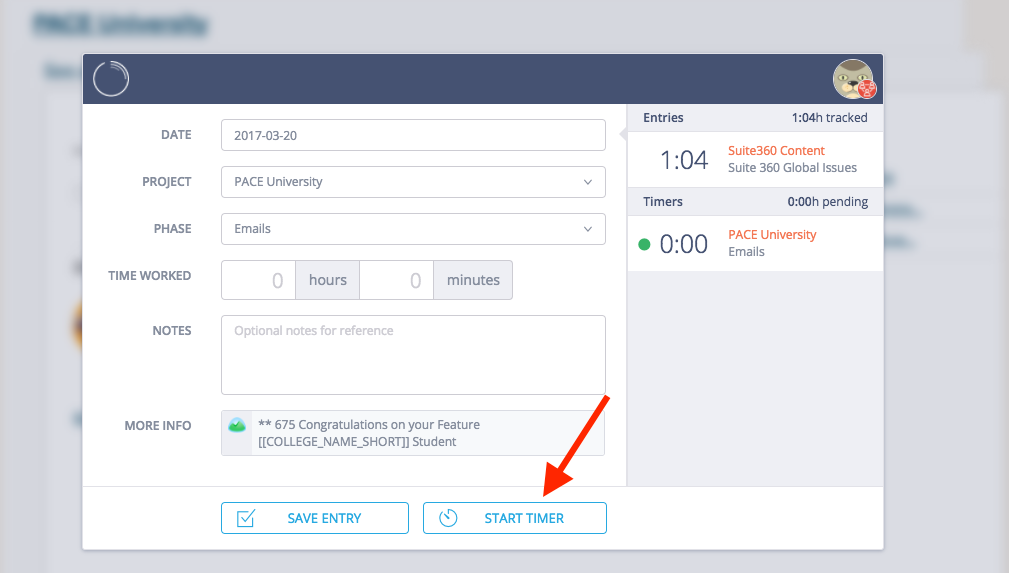 PACE University
DATE
2017-03-20
PROJECT
PACE University
PHASE
Emails
TIME WORKED
0 hours 0 minutes
NOTES
Optional notes for reference
MORE INFO
** 675 Congratulations on your Feature
[[COLLEGE_NAME_SHORT]] Student
SAVE ENTRY
START TIMER
Entries 1:04h tracked
1:04
Suite360 Content
Suite 360 Global Issues
Timers 0:00h pending
0:00
PACE University
Emails